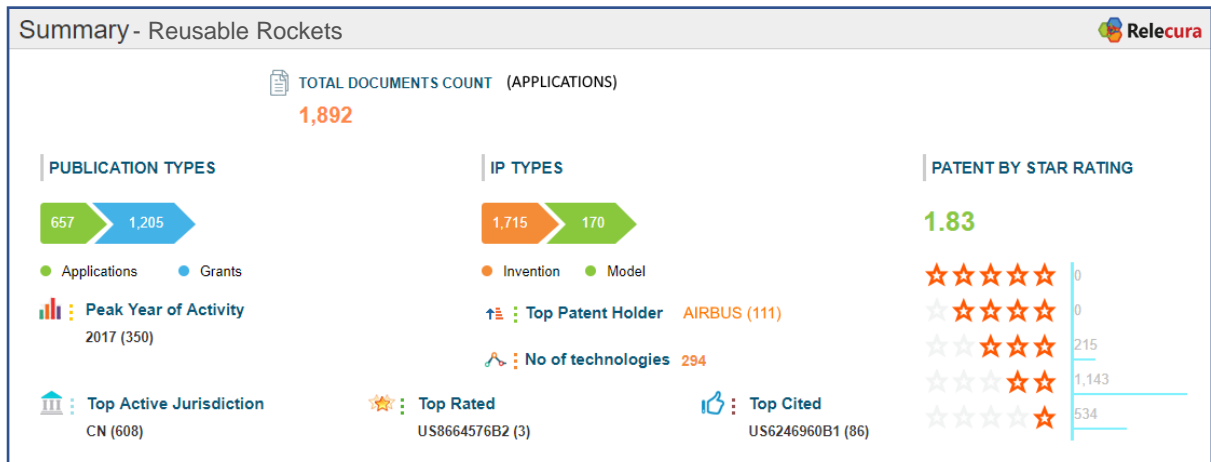 Summary - Reusable Rockets
Relecura
TOTAL DOCUMENTS COUNT (APPLICATIONS)
1,892
PUBLICATION TYPES
IP TYPES
PATENT BY STAR RATING
657 1,205
1,715 170
1.83
Applications Grants
Invention Model
0
Peak Year of Activity
2017 (350)
Top Patent Holder AIRBUS (111)
0
215
No of technologies 294
1,143
Top Active Jurisdiction
CN (608)
Top Rated
US8664576B2 (3)
Top Cited
US6246960B1 (86)
534